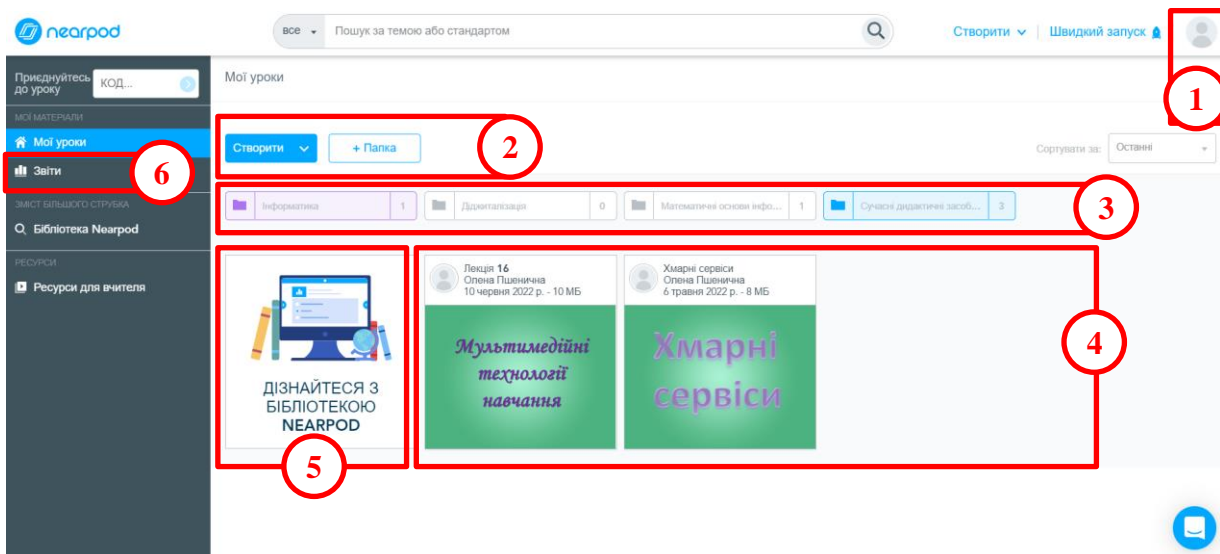 nearpod
все
Пошук за темою або стандартом
Створити
Швидкий запуск
1
Приєднуйтесь
до уроку
КОД...
Мої уроки
МОЇ МАТЕРІАЛИ
Мої уроки
Звіти
6
ЗМІСТ БІЛЬШОГО СТРУБКА
Бібліотека Nearpod
РЕСУРСИ
Ресурси для вчителя
Створити
+ Папка
2
Сортувати за:
Останні
Інформатика
1
Діджиталізація
0
Математичні основи інфо...
1
Сучасні дидактичні засоб...
3
3
ДІЗНАЙТЕСЯ З
БІБЛІОТЕКОЮ
NEARPOD
5
Лекція 16
Олена Пшенична
10 червня 2022 р. - 10 МБ
Мультимедійні
технології
навчання
Хмарні сервіси
Олена Пшенична
6 травня 2022 р. - 8 МБ
Хмарні
сервіси
4